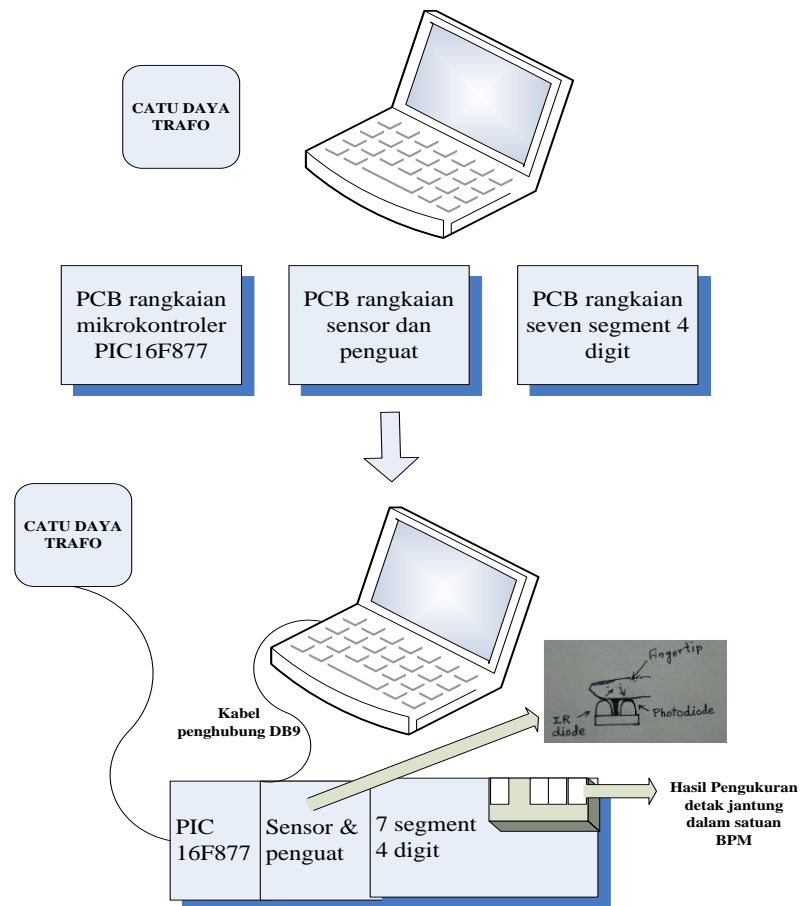 CATU DAYA
TRAFO
PCB rangkaian
mikrokontroler
PIC16F877
PCB rangkaian
sensor dan
penguat
PCB rangkaian
seven segment 4
digit
CATU DAYA
TRAFO
Kabel
penghubung DB9
Fingertip
IR
diode
Photodiode
PIC
16F877
Sensor &
penguat
7 segment
4 digit
Hasil Pengukuran
detak jantung
dalam satuan
BPM